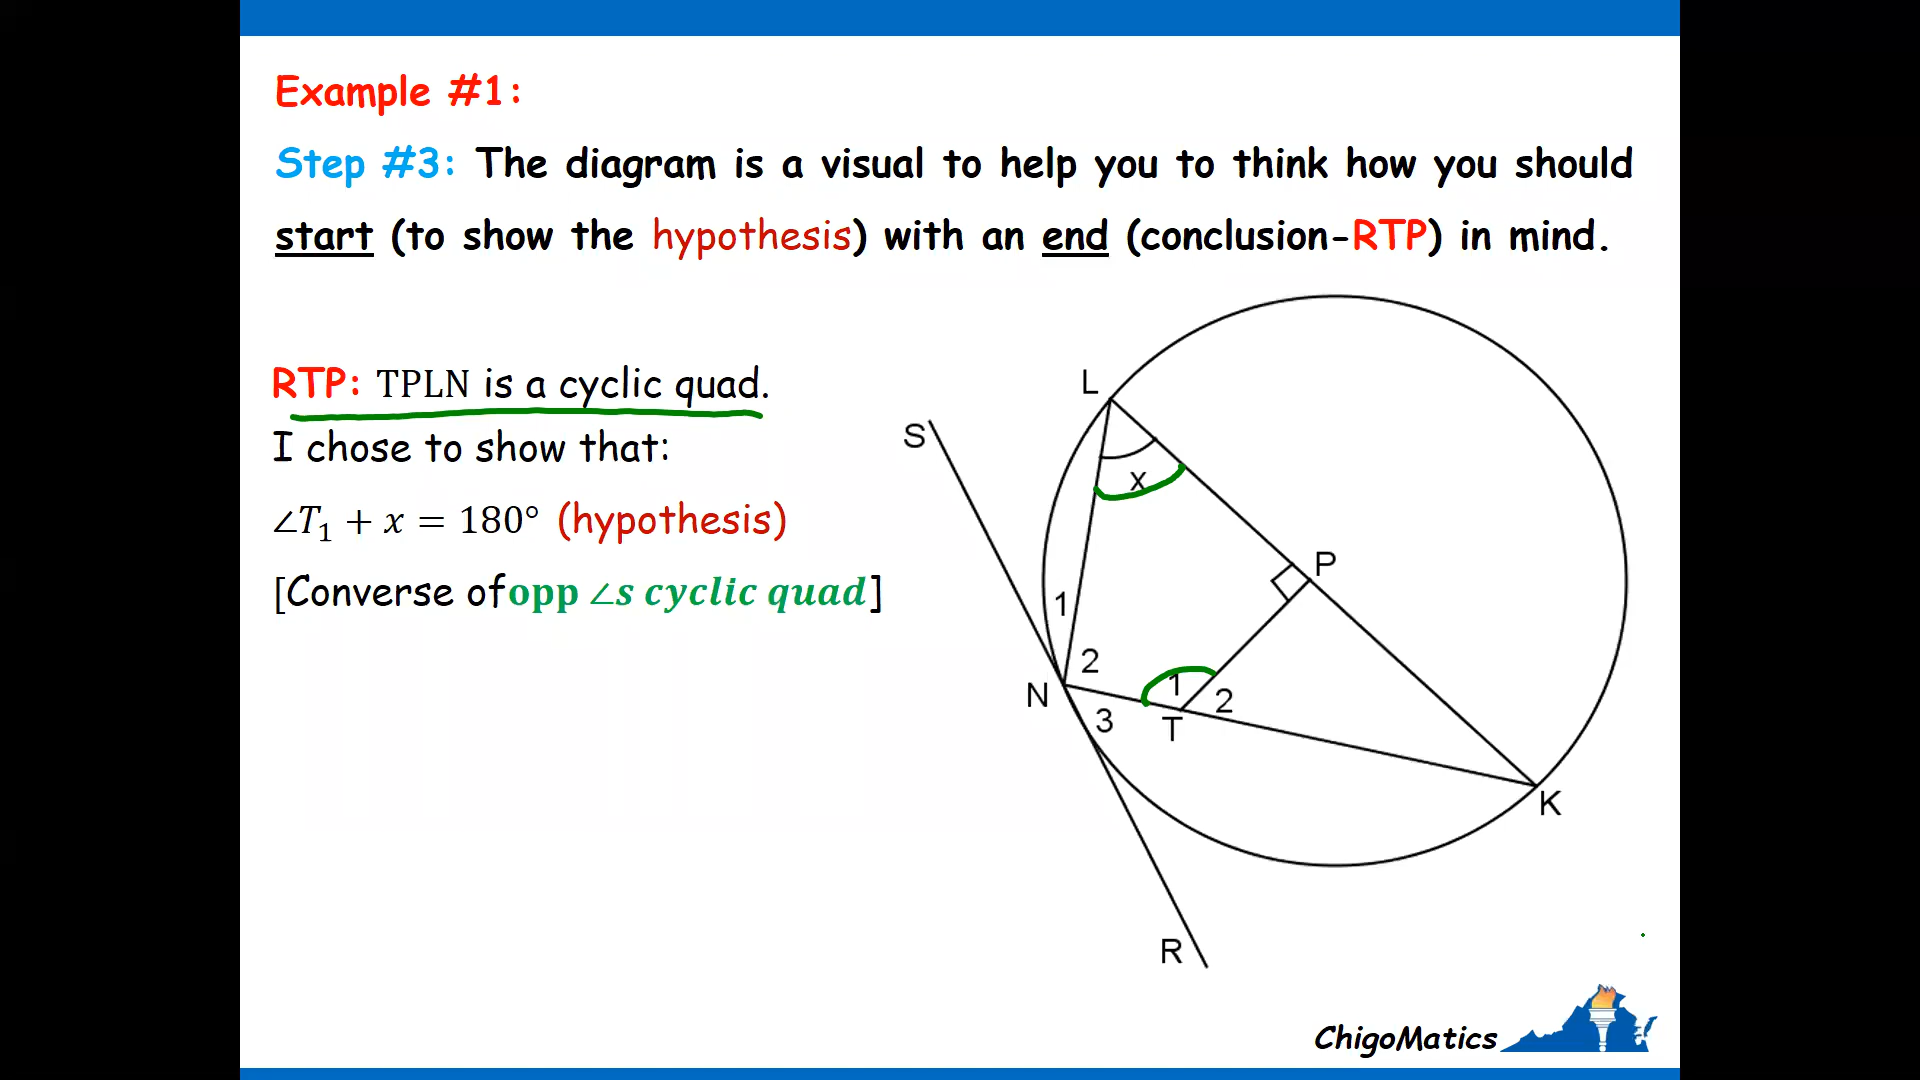 Example #1:
Step #3: The diagram is a visual to help you to think how you should
start (to show the hypothesis) with an end (conclusion-RTP) in mind.
RTP: TPLN is a cyclic quad.
I chose to show that:
∠T₁ + x = 180° (hypothesis)
[Converse of opp ∠s cyclic quad]
L
S
x
P
1
2
N
1
2
3
T
K
R
ChigoMatics